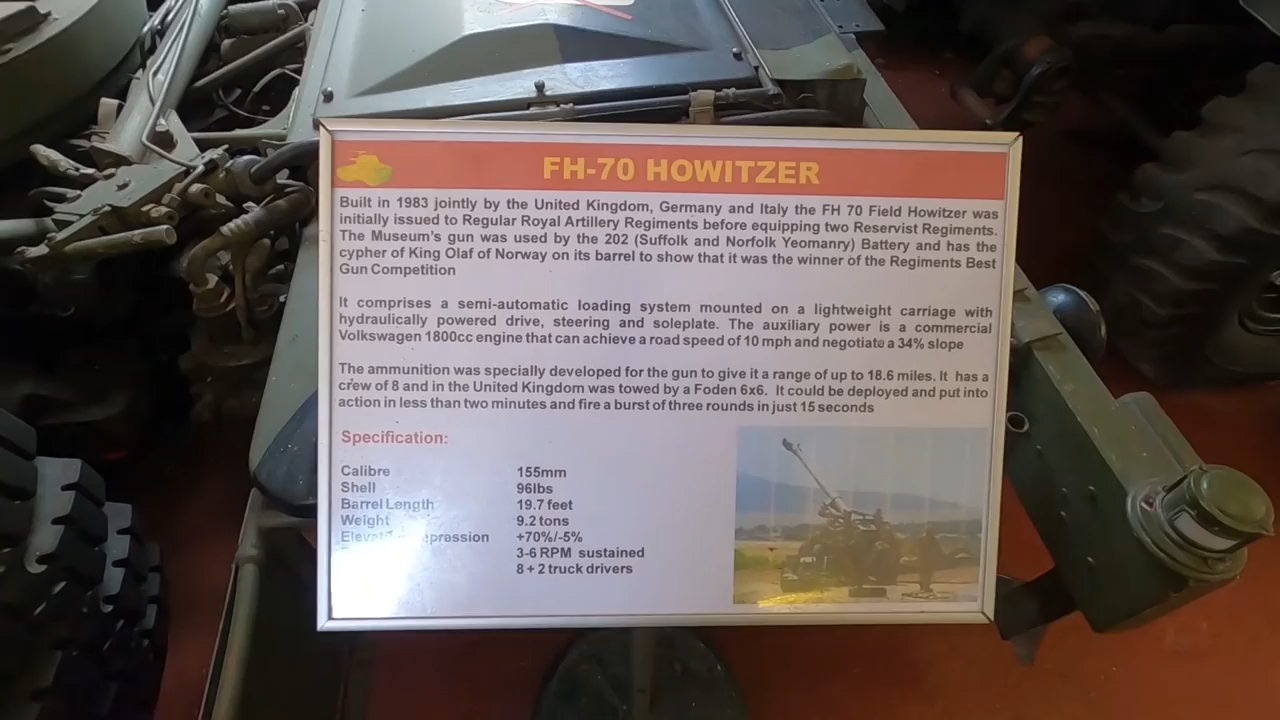 FH-70 HOWITZER
Built in 1983 jointly by the United Kingdom, Germany and Italy the FH 70 Field Howitzer was
initially issued to Regular Royal Artillery Regiments before equipping two Reservist Regiments.
The Museum's gun was used by the 202 (Suffolk and Norfolk Yeomanry) Battery and has the
cypher of King Olaf of Norway on its barrel to show that it was the winner of the Regiments Best
Gun Competition
It comprises a semi-automatic loading system mounted on a lightweight carriage with
hydraulically powered drive, steering and soleplate. The auxiliary power is a commercial
Volkswagen 1800cc engine that can achieve a road speed of 10 mph and negotiate a 34% slope
The ammunition was specially developed for the gun to give it a range of up to 18.6 miles. It has a
crew of 8 and in the United Kingdom was towed by a Foden 6x6. It could be deployed and put into
action in less than two minutes and fire a burst of three rounds in just 15 seconds
Specification:
Calibre 155mm
Shell 96lbs
Barrel Length 19.7 feet
Weight 9.2 tons
+70%/-5%
3-6 RPM sustained
8 + 2 truck drivers